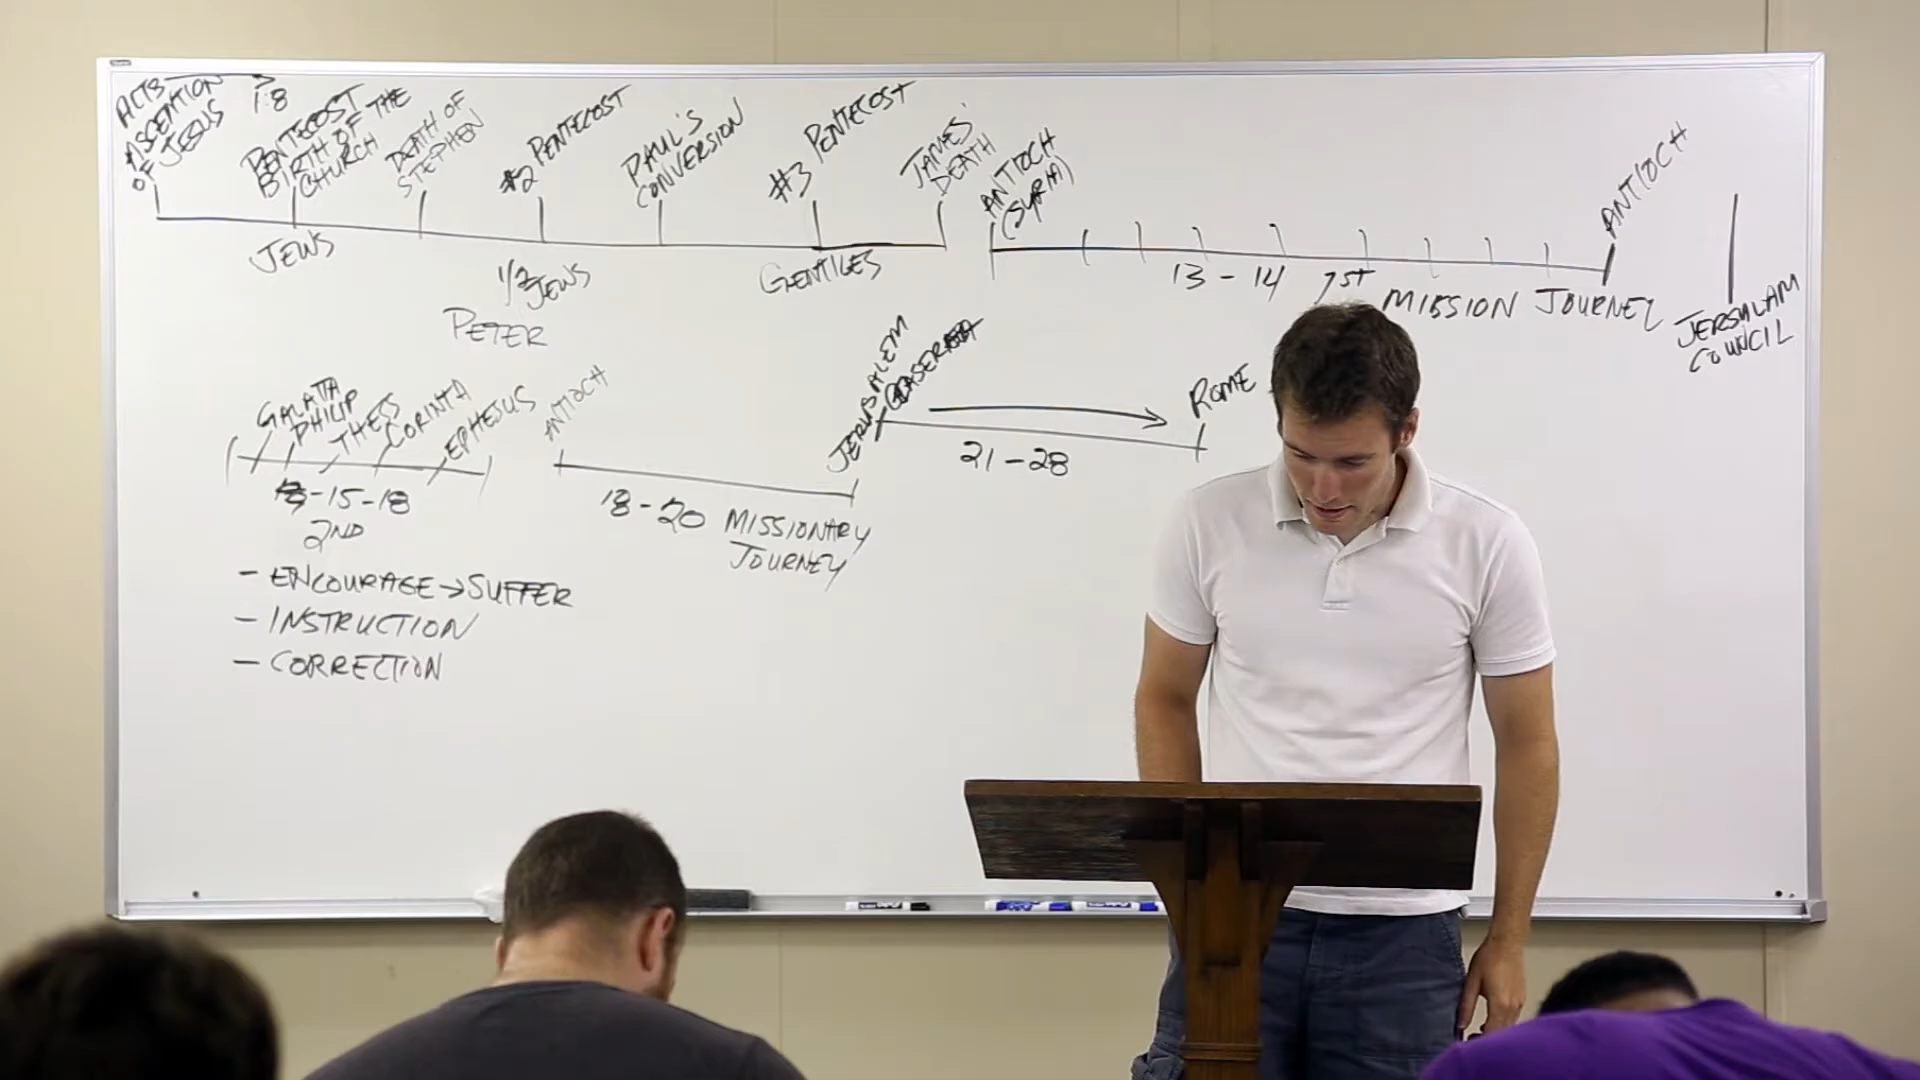 ACTS
1:8
ASCENTION
OF JESUS
PENTECOST
BIRTH OF THE
CHURCH
DEATH OF
STEPHEN
#2 PENTECOST
PAUL'S
CONVERSION
#3 PENTECOST
JAMES'
DEATH
ANTIOCH
(SYRIA)
ANTIOCH
JEWS
1/2 JEWS
GENTILES
PETER
13 - 14 1ST
MISSION JOURNEY
JERSULAM
COUNCIL
GALATIA
PHILIP
THESS
CORINTH
EPHESUS
-15-18
2ND
ANTIOCH
18-20 MISSIONARY
JOURNEY
JERUSALEM
21-28
ROME
- ENCOURAGE → SUFFER
- INSTRUCTION
- CORRECTION